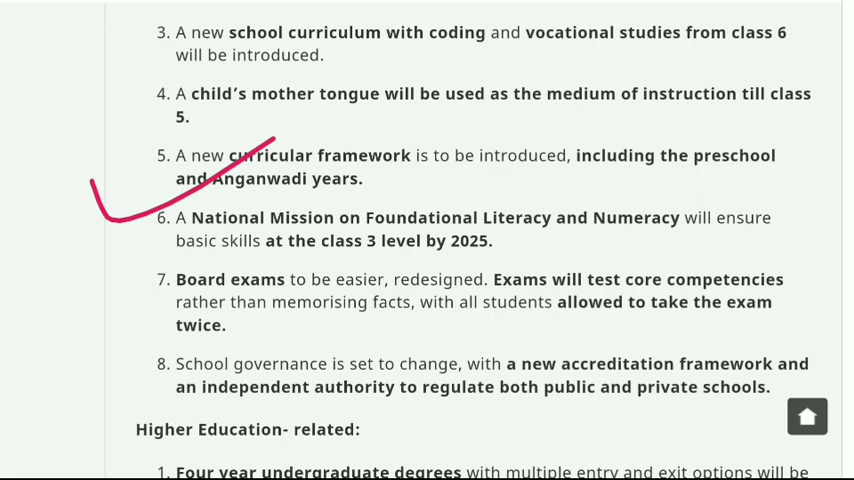 3. A new school curriculum with coding and vocational studies from class 6
will be introduced.
4. A child's mother tongue will be used as the medium of instruction till class
5.
5. A new curricular framework is to be introduced, including the preschool
and Anganwadi years.
6. A National Mission on Foundational Literacy and Numeracy will ensure
basic skills at the class 3 level by 2025.
7. Board exams to be easier, redesigned. Exams will test core competencies
rather than memorising facts, with all students allowed to take the exam
twice.
8. School governance is set to change, with a new accreditation framework and
an independent authority to regulate both public and private schools.
Higher Education- related:
1. Four year undergraduate degrees with multiple entry and exit options will be